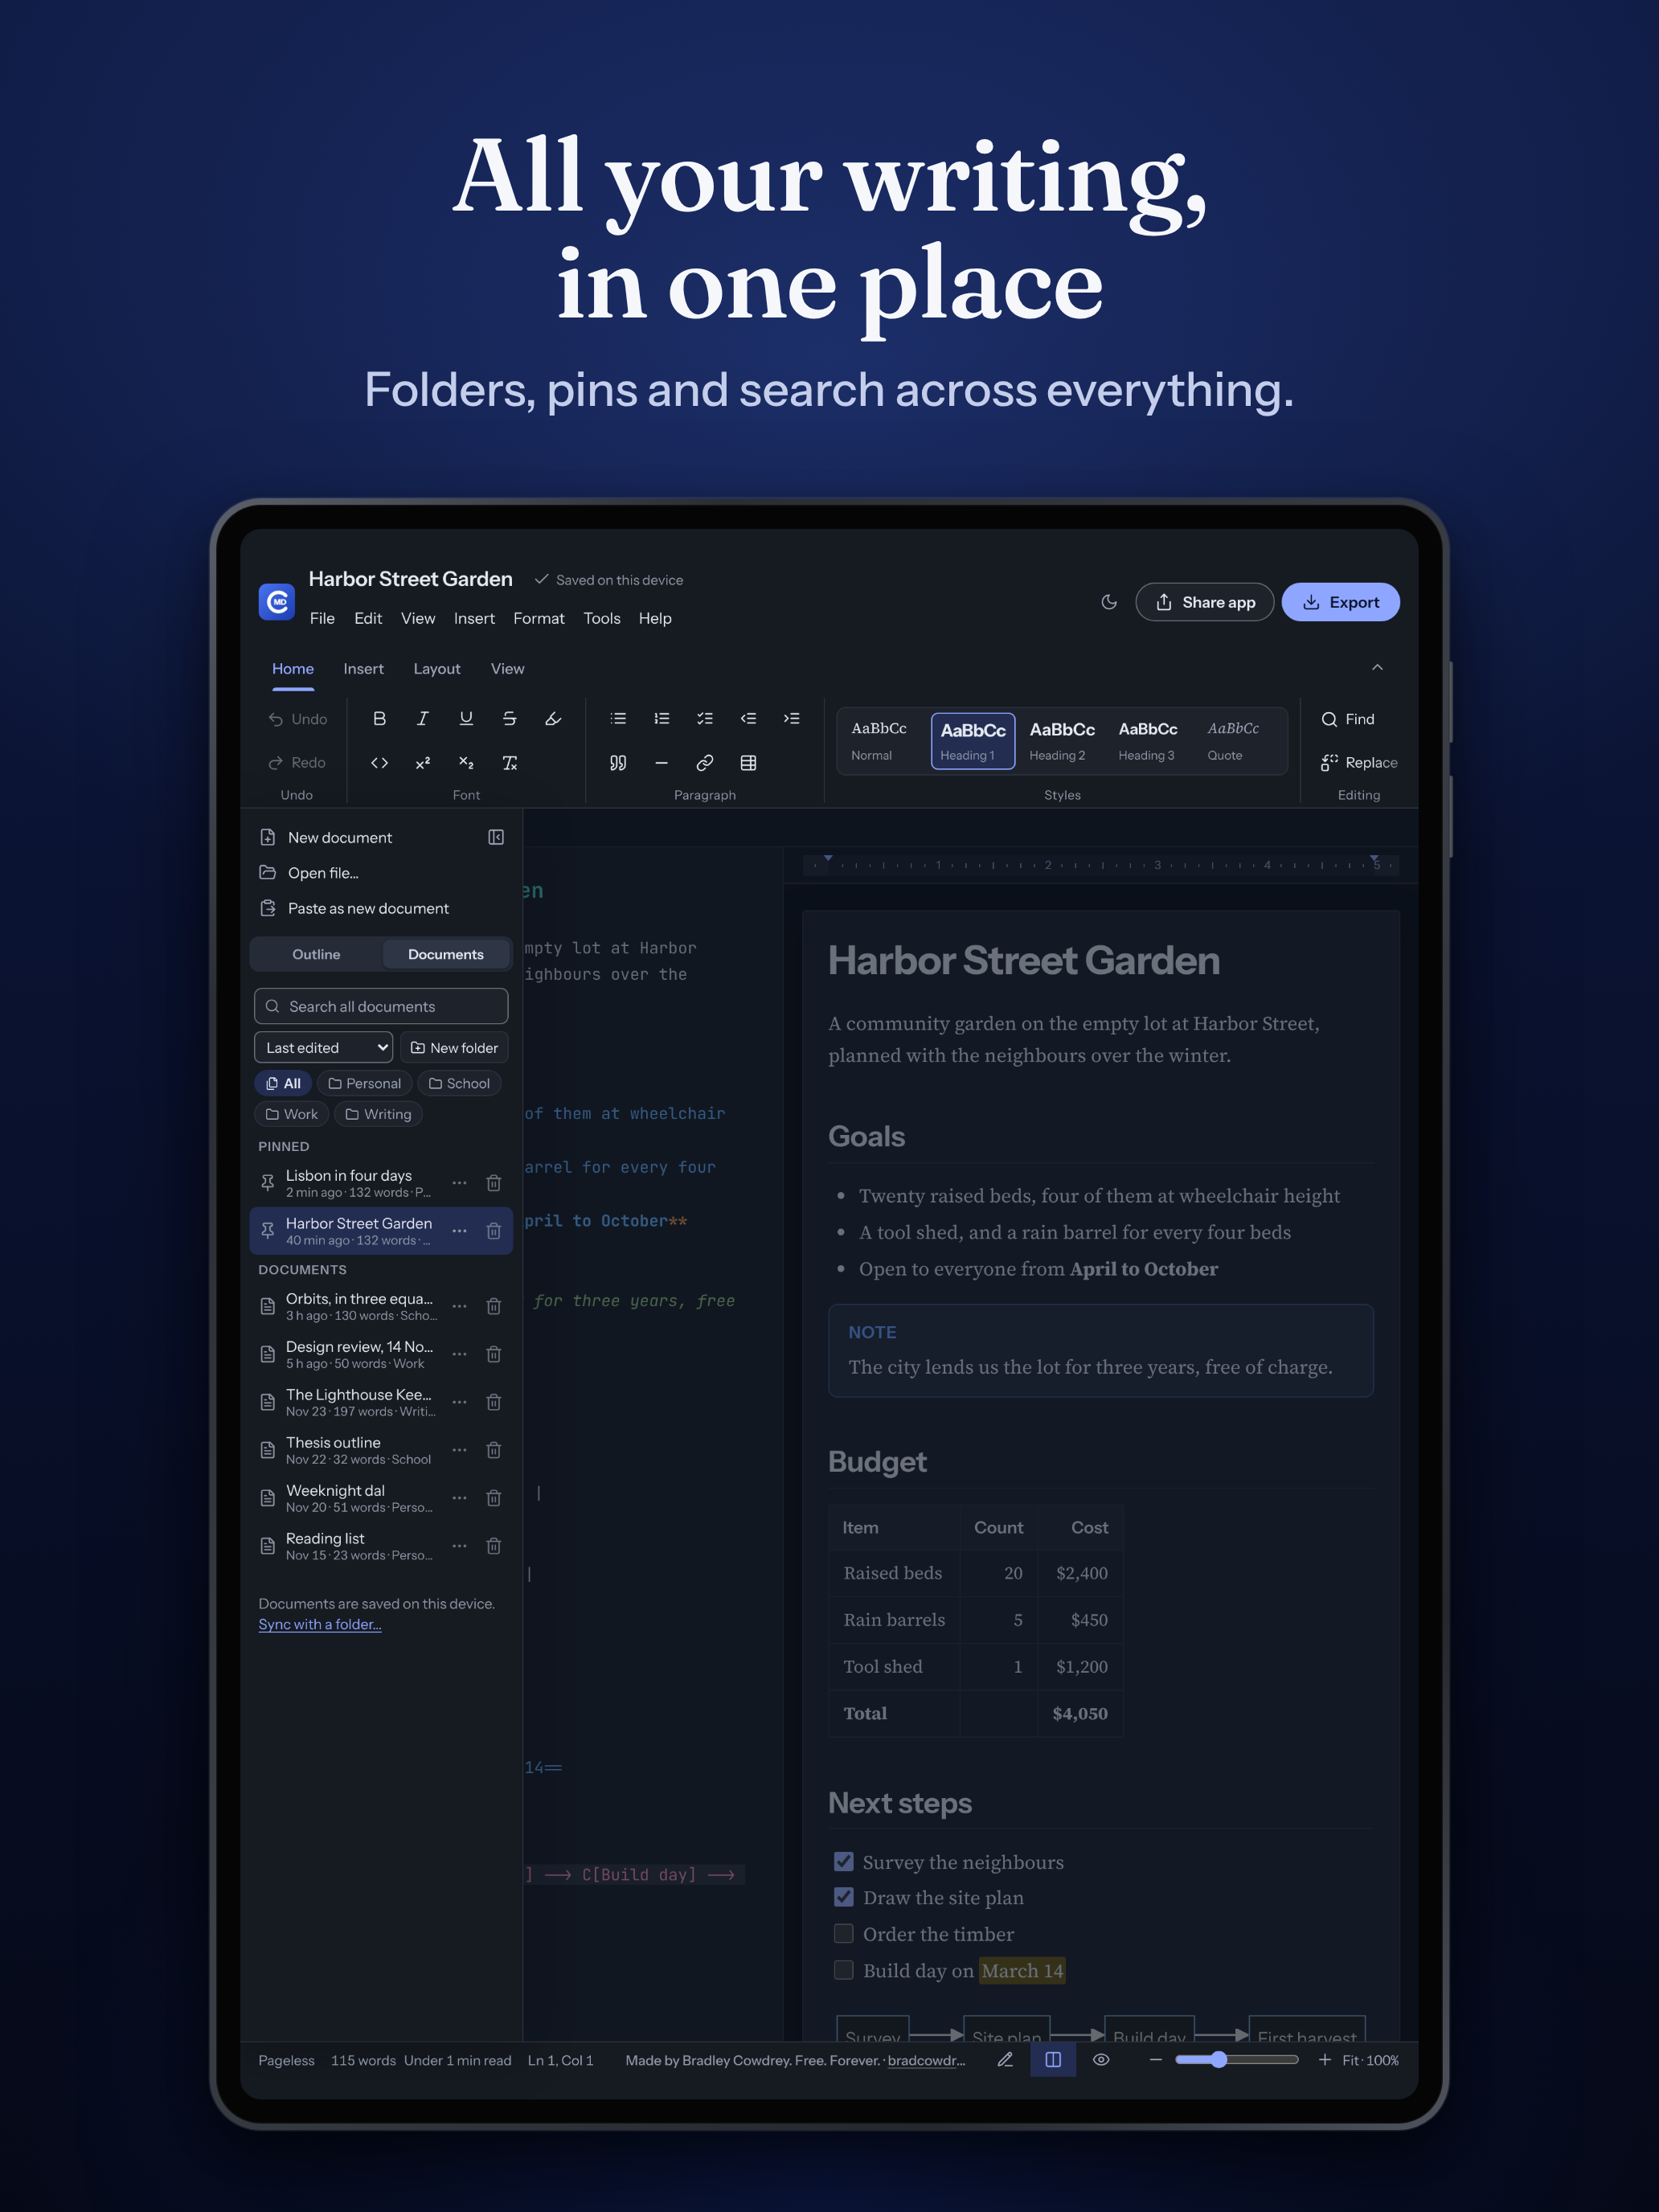 All your writing,
in one place
Folders, pins and search across everything.
Harbor Street Garden
Saved on this device
MD
File Edit View Insert Format Tools Help
Share app
Export
Home Insert Layout View
Undo
Redo
Undo
Font
Paragraph
AaBbCc AaBbCc AaBbCc AaBbCc AaBbCc
Normal Heading 1 Heading 2 Heading 3 Quote
Styles
Find
Replace
Editing
New document
Open file...
Paste as new document
Outline Documents
Search all documents
Last edited
New folder
All Personal School
Work Writing
PINNED
Lisbon in four days
2 min ago · 132 words · P...
Harbor Street Garden
40 min ago · 132 words · ...
DOCUMENTS
Orbits, in three equa...
3 h ago · 130 words · Scho...
Design review, 14 No...
5 h ago · 50 words · Work
The Lighthouse Kee...
Nov 23 · 197 words · Writi...
Thesis outline
Nov 22 · 32 words · School
Weeknight dal
Nov 20 · 51 words · Perso...
Reading list
Nov 15 · 23 words · Perso...
Documents are saved on this device.
Sync with a folder...
en
mpty lot at Harbor
ighbours over the
of them at wheelchair
arrel for every four
pril to October**
for three years, free
|
|
14==
] --> C[Build day] -->
1 2 3 4 5
Harbor Street Garden
A community garden on the empty lot at Harbor Street,
planned with the neighbours over the winter.
Goals
• Twenty raised beds, four of them at wheelchair height
• A tool shed, and a rain barrel for every four beds
• Open to everyone from April to October
NOTE
The city lends us the lot for three years, free of charge.
Budget
Item Count Cost
Raised beds 20 $2,400
Rain barrels 5 $450
Tool shed 1 $1,200
Total $4,050
Next steps
Survey the neighbours
Draw the site plan
Order the timber
Build day on March 14
Survey Site plan Build day First harvest
Pageless 115 words Under 1 min read Ln 1, Col 1 Made by Bradley Cowdrey. Free. Forever. · bradcowdr... Fit · 100%